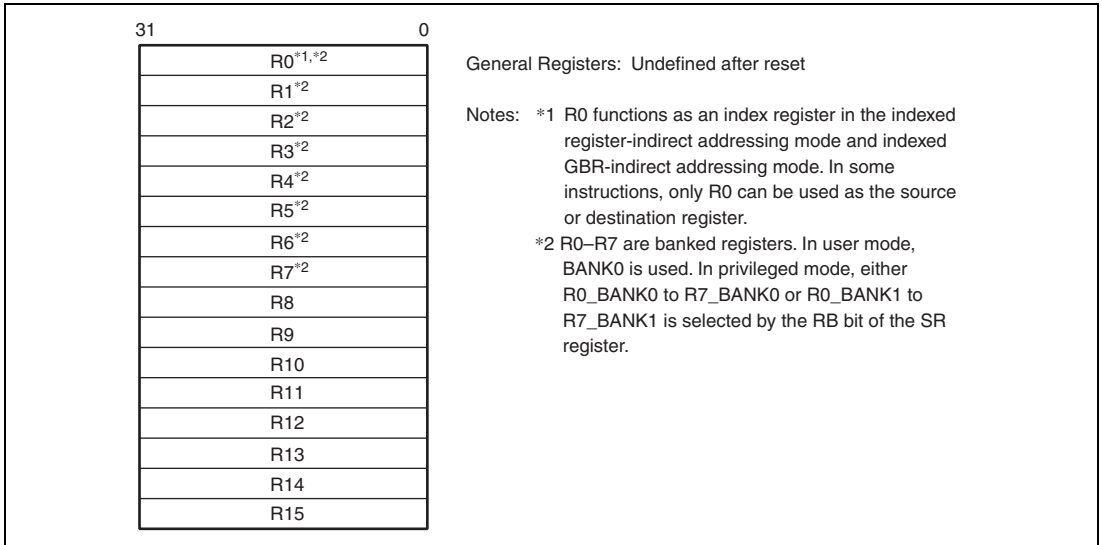 31 0
R0*1,*2
R1*2
R2*2
R3*2
R4*2
R5*2
R6*2
R7*2
R8
R9
R10
R11
R12
R13
R14
R15
General Registers: Undefined after reset
Notes: *1 R0 functions as an index register in the indexed
register-indirect addressing mode and indexed
GBR-indirect addressing mode. In some
instructions, only R0 can be used as the source
or destination register.
*2 R0–R7 are banked registers. In user mode,
BANK0 is used. In privileged mode, either
R0_BANK0 to R7_BANK0 or R0_BANK1 to
R7_BANK1 is selected by the RB bit of the SR
register.